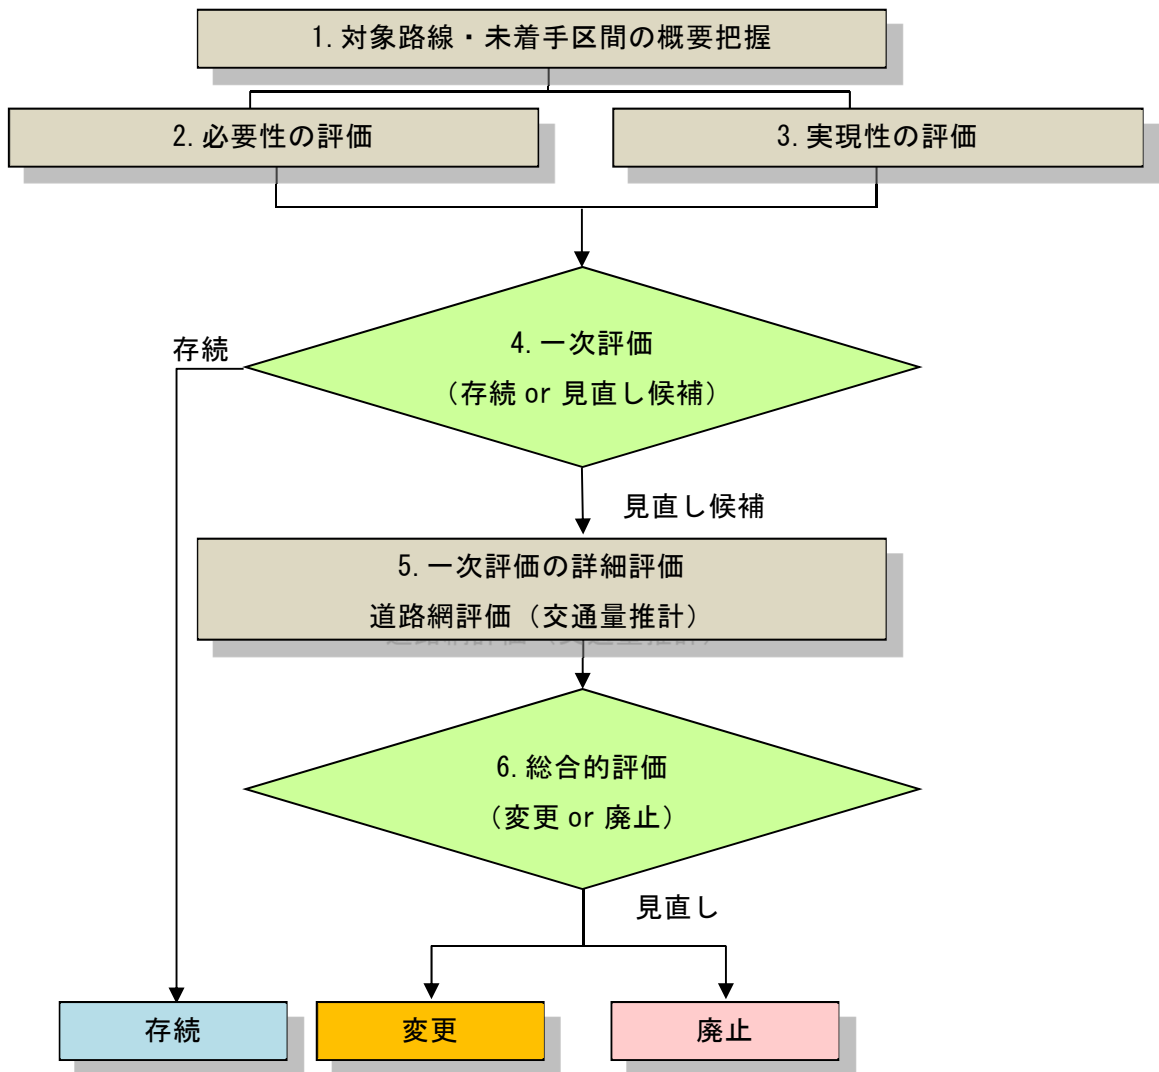 1.対象路線・未着手区間の概要把握
2.必要性の評価
3.実現性の評価
4.一次評価
（存続 or 見直し候補）
存続
見直し候補
5.一次評価の詳細評価
道路網評価（交通量推計）
6.総合的評価
（変更 or 廃止）
見直し
存続
変更
廃止